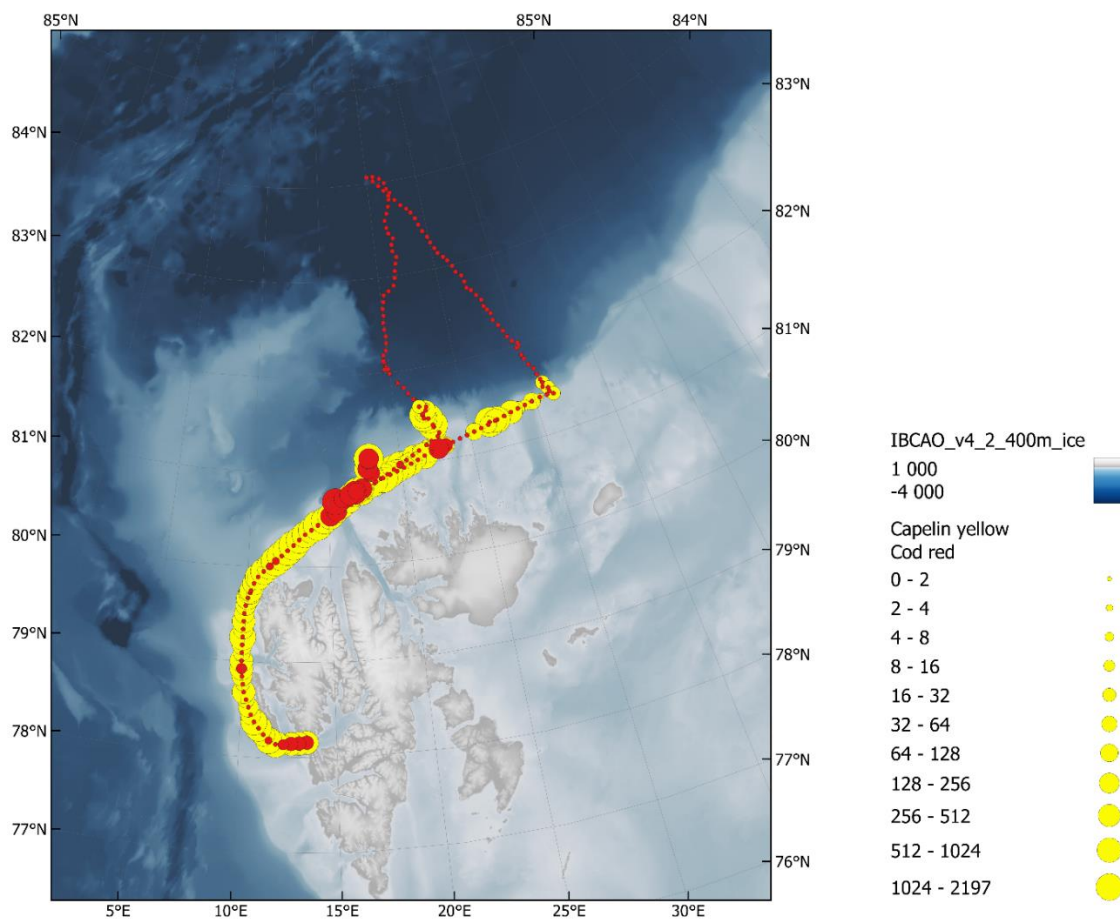 85°N
85°N
84°N
83°N
84°N
82°N
83°N
81°N
82°N
80°N
81°N
79°N
80°N
78°N
79°N
77°N
78°N
76°N
77°N
5°E
10°E
15°E
20°E
25°E
30°E
IBCAO_v4_2_400m_ice
1 000
-4 000
Capelin yellow
Cod red
0 - 2
2 - 4
4 - 8
8 - 16
16 - 32
32 - 64
64 - 128
128 - 256
256 - 512
512 - 1024
1024 - 2197